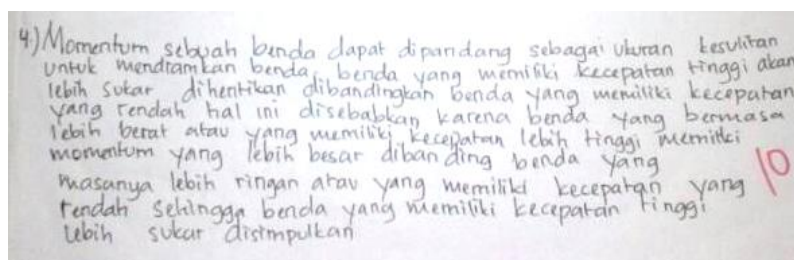 4.) Momentum sebuah benda dapat dipandang sebagai ukuran kesulitan
untuk mendiamkan benda, benda yang memiliki kecepatan tinggi akan
lebih sukar dihentikan dibandingkan benda yang memiliki kecepatan
yang rendah hal ini disebabkan karena benda yang bermasa
lebih berat atau yang memiliki kecepatan lebih tinggi memiliki
momentum yang lebih besar dibanding benda yang
masanya lebih ringan atau yang memiliki kecepatan yang
rendah sehingga benda yang memiliki kecepatan tinggi
lebih sukar disimpulkan
10